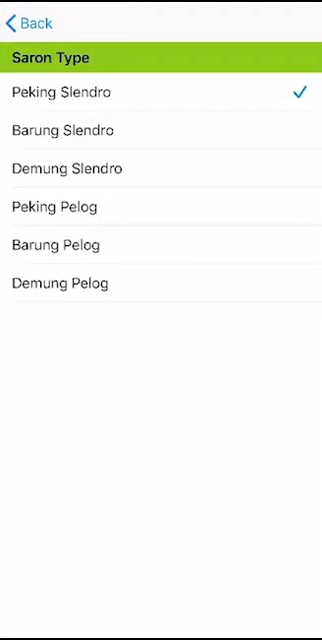 Back
Saron Type
Peking Slendro
Barung Slendro
Demung Slendro
Peking Pelog
Barung Pelog
Demung Pelog